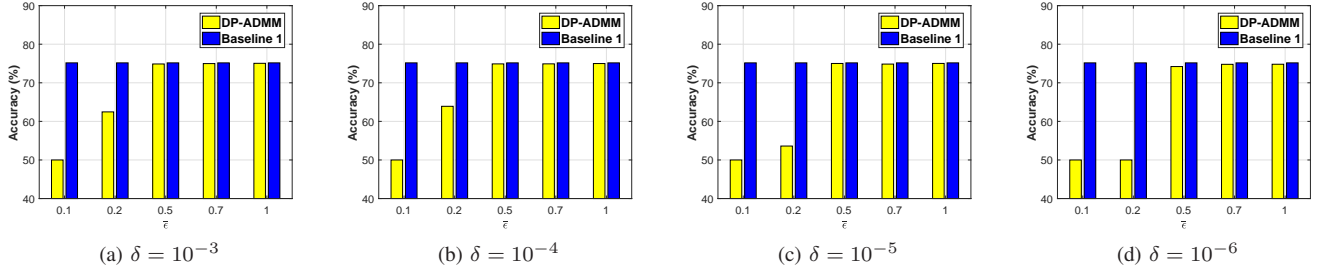 90
80
70
60
50
40
Accuracy (%)
DP-ADMM
Baseline 1
0.1 0.2 0.5 0.7 1
ϵ̄
(a) δ = 10⁻³
90
80
70
60
50
40
Accuracy (%)
DP-ADMM
Baseline 1
0.1 0.2 0.5 0.7 1
ϵ̄
(b) δ = 10⁻⁴
90
80
70
60
50
40
Accuracy (%)
DP-ADMM
Baseline 1
0.1 0.2 0.5 0.7 1
ϵ̄
(c) δ = 10⁻⁵
90
80
70
60
50
40
Accuracy (%)
DP-ADMM
Baseline 1
0.1 0.2 0.5 0.7 1
ϵ̄
(d) δ = 10⁻⁶